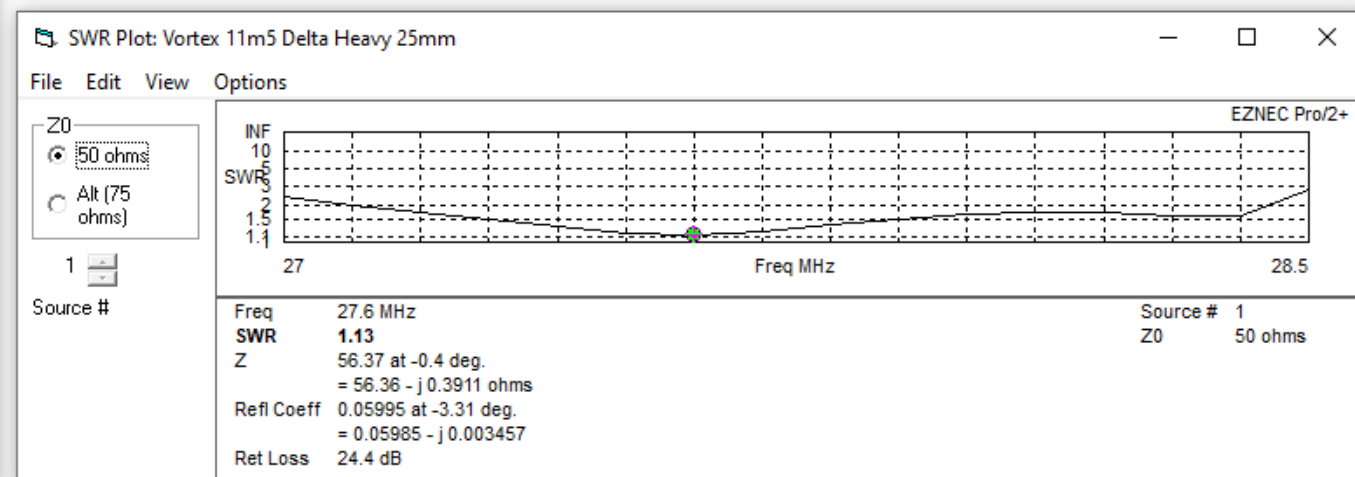 SWR Plot: Vortex 11m5 Delta Heavy 25mm
File Edit View Options
Z0
50 ohms
Alt (75
ohms)
1
Source #
EZNEC Pro/2+
INF
10
5
SWR
3
2
1.5
1.1
1
27
Freq MHz
28.5
Freq 27.6 MHz
SWR 1.13
Z 56.37 at -0.4 deg.
= 56.36 - j 0.3911 ohms
Refl Coeff 0.05995 at -3.31 deg.
= 0.05985 - j 0.003457
Ret Loss 24.4 dB
Source # 1
Z0 50 ohms